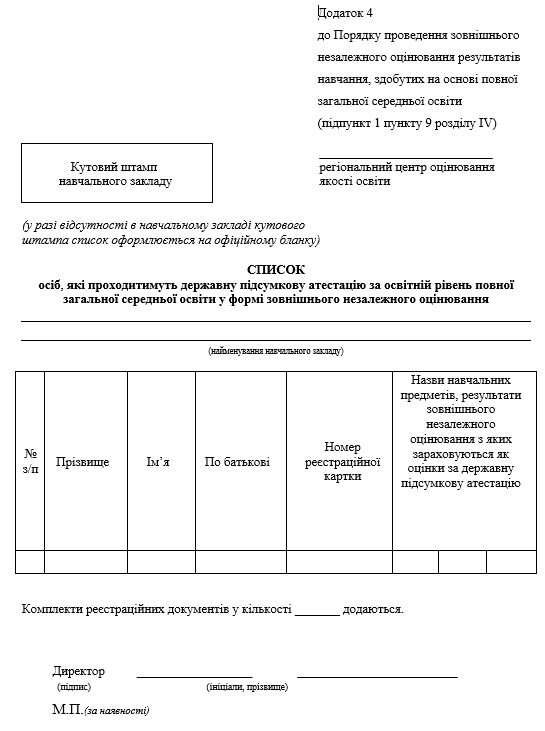 Додаток 4
до Порядку проведення зовнішнього
незалежного оцінювання результатів
навчання, здобутих на основі повної
загальної середньої освіти
(підпункт 1 пункту 9 розділу IV)
Кутовий штамп
навчального закладу
регіональний центр оцінювання
якості освіти
(у разі відсутності в навчальному закладі кутового
штампа список оформлюється на офіційному бланку)
СПИСОК
осіб, які проходитимуть державну підсумкову атестацію за освітній рівень повної
загальної середньої освіти у формі зовнішнього незалежного оцінювання
(найменування навчального закладу)
№
з/п
Прізвище
Ім’я
По батькові
Номер
реєстраційної
картки
Назви навчальних
предметів, результати
зовнішнього
незалежного
оцінювання з яких
зараховуються як
оцінки за державну
підсумкову атестацію
Комплекти реєстраційних документів у кількості _______ додаються.
Директор
(підпис) (ініціали, прізвище)
М.П.(за наявності)